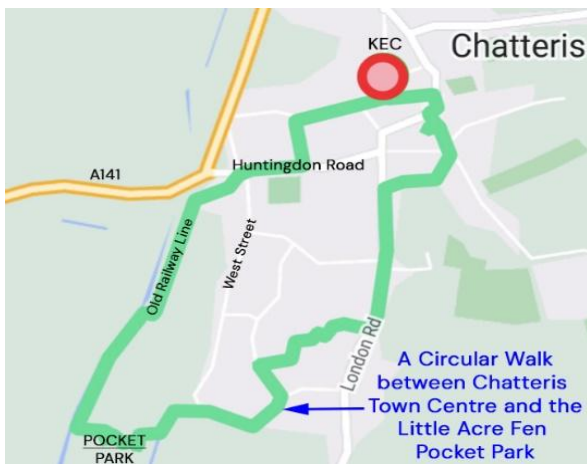 KEC
Chatteris
A141
Huntingdon Road
Old Railway Line
West Street
London Rd
A Circular Walk
between Chatteris
Town Centre and the
Little Acre Fen
Pocket Park
POCKET
PARK